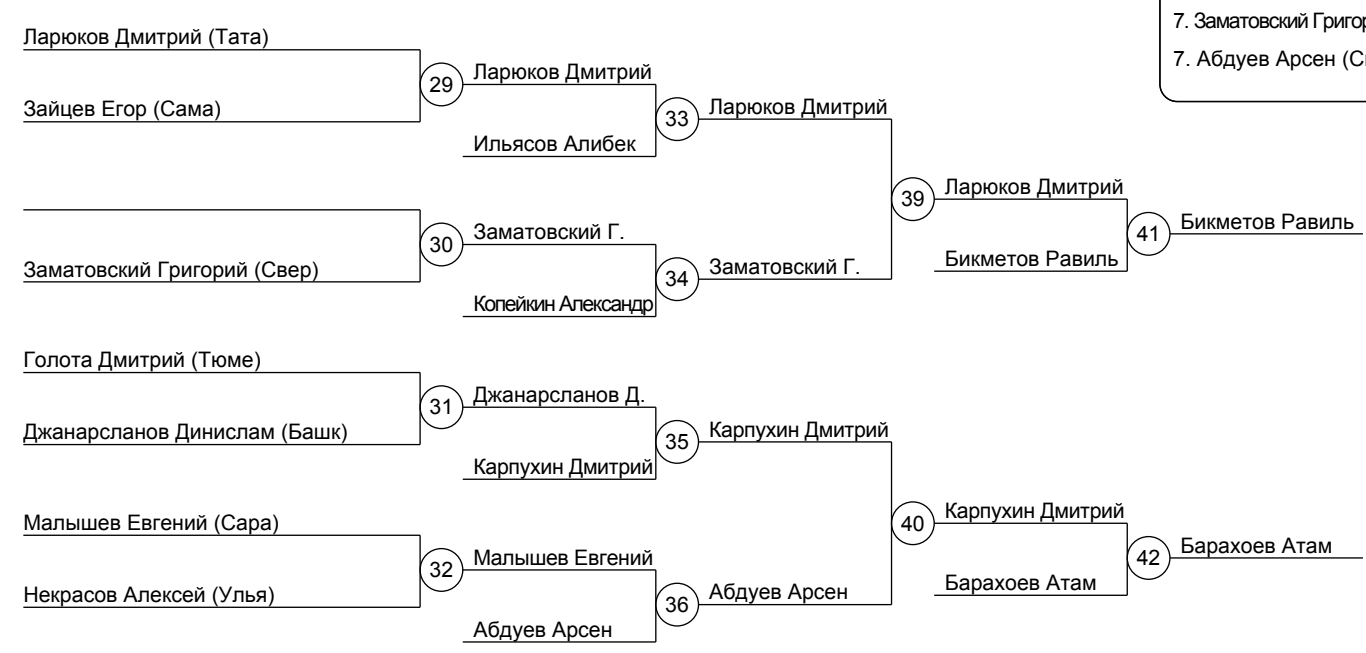 7. Заматовский Григор
7. Абдуев Арсен (С
Ларюков Дмитрий (Тата)
29
Ларюков Дмитрий
Зайцев Егор (Сама)
33
Ларюков Дмитрий
Ильясов Алибек
39
Ларюков Дмитрий
41
Бикметов Равиль
30
Заматовский Г.
Заматовский Григорий (Свер)
Бикметов Равиль
34
Заматовский Г.
Копейкин Александр
Голота Дмитрий (Тюме)
31
Джанарсланов Д.
Джанарсланов Динислам (Башк)
35
Карпухин Дмитрий
Карпухин Дмитрий
40
Карпухин Дмитрий
Малышев Евгений (Сара)
42
Барахоев Атам
32
Малышев Евгений
Барахоев Атам
Некрасов Алексей (Улья)
36
Абдуев Арсен
Абдуев Арсен